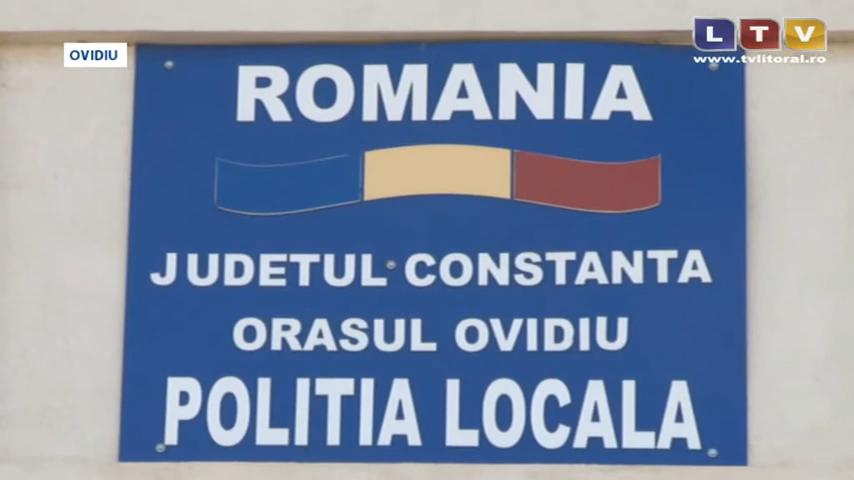 OVIDIU
LTV
www.tvlitoral.ro
ROMANIA
JUDETUL CONSTANTA
ORASUL OVIDIU
POLITIA LOCALA